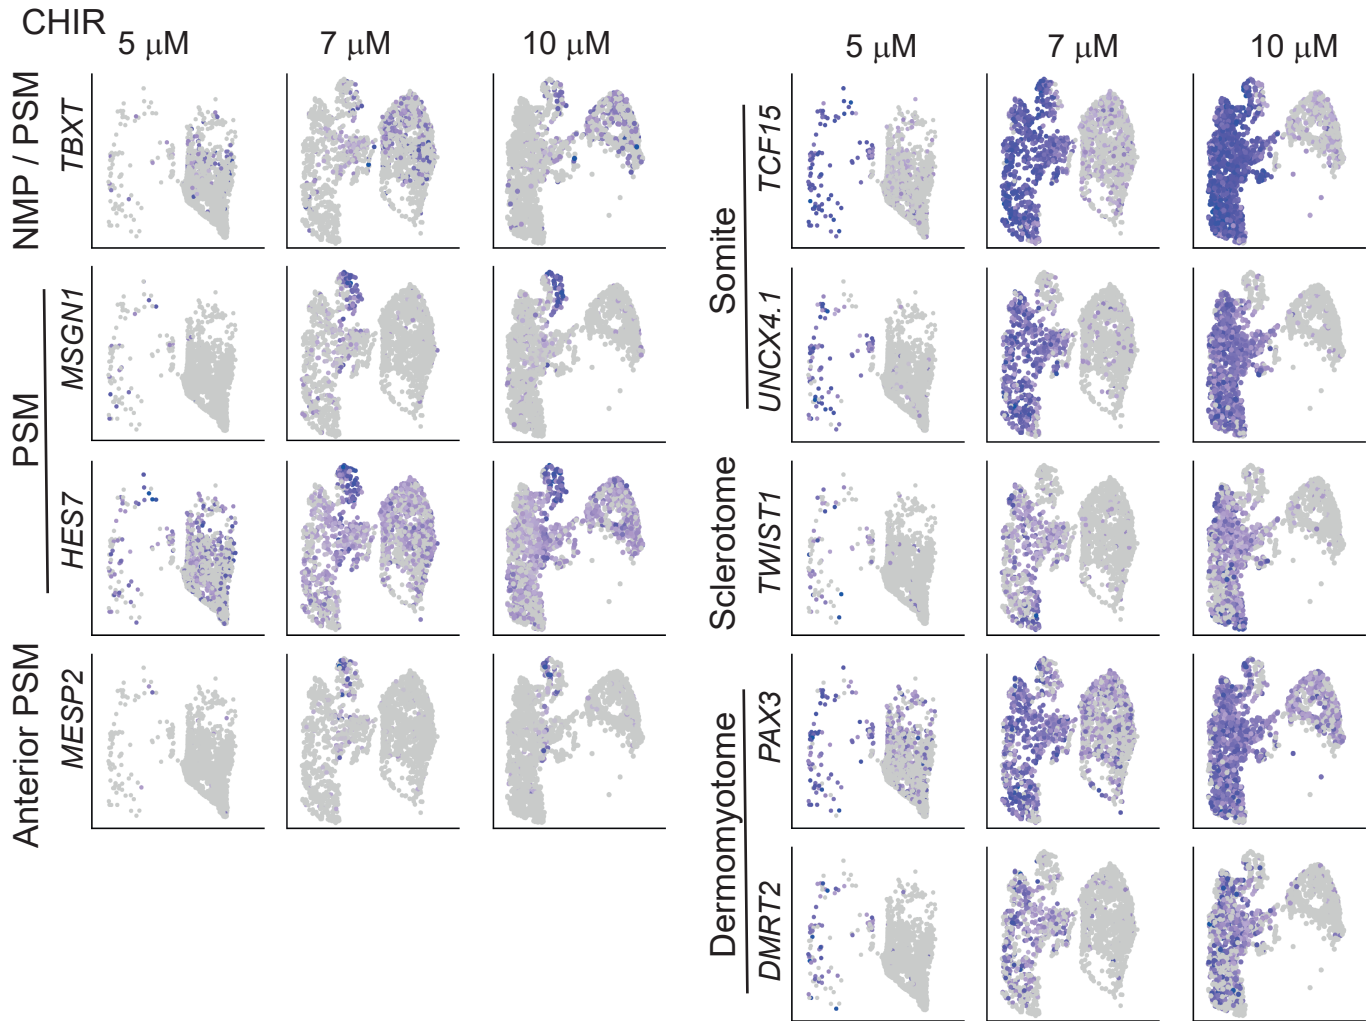 CHIR
5 μM
7 μM
10 μM
5 μM
7 μM
10 μM
NMP / PSM
TBXT
PSM
MSGN1
HES7
Anterior PSM
MESP2
Somite
TCF15
UNCX4.1
Sclerotome
TWIST1
Dermomyotome
PAX3
DMRT2